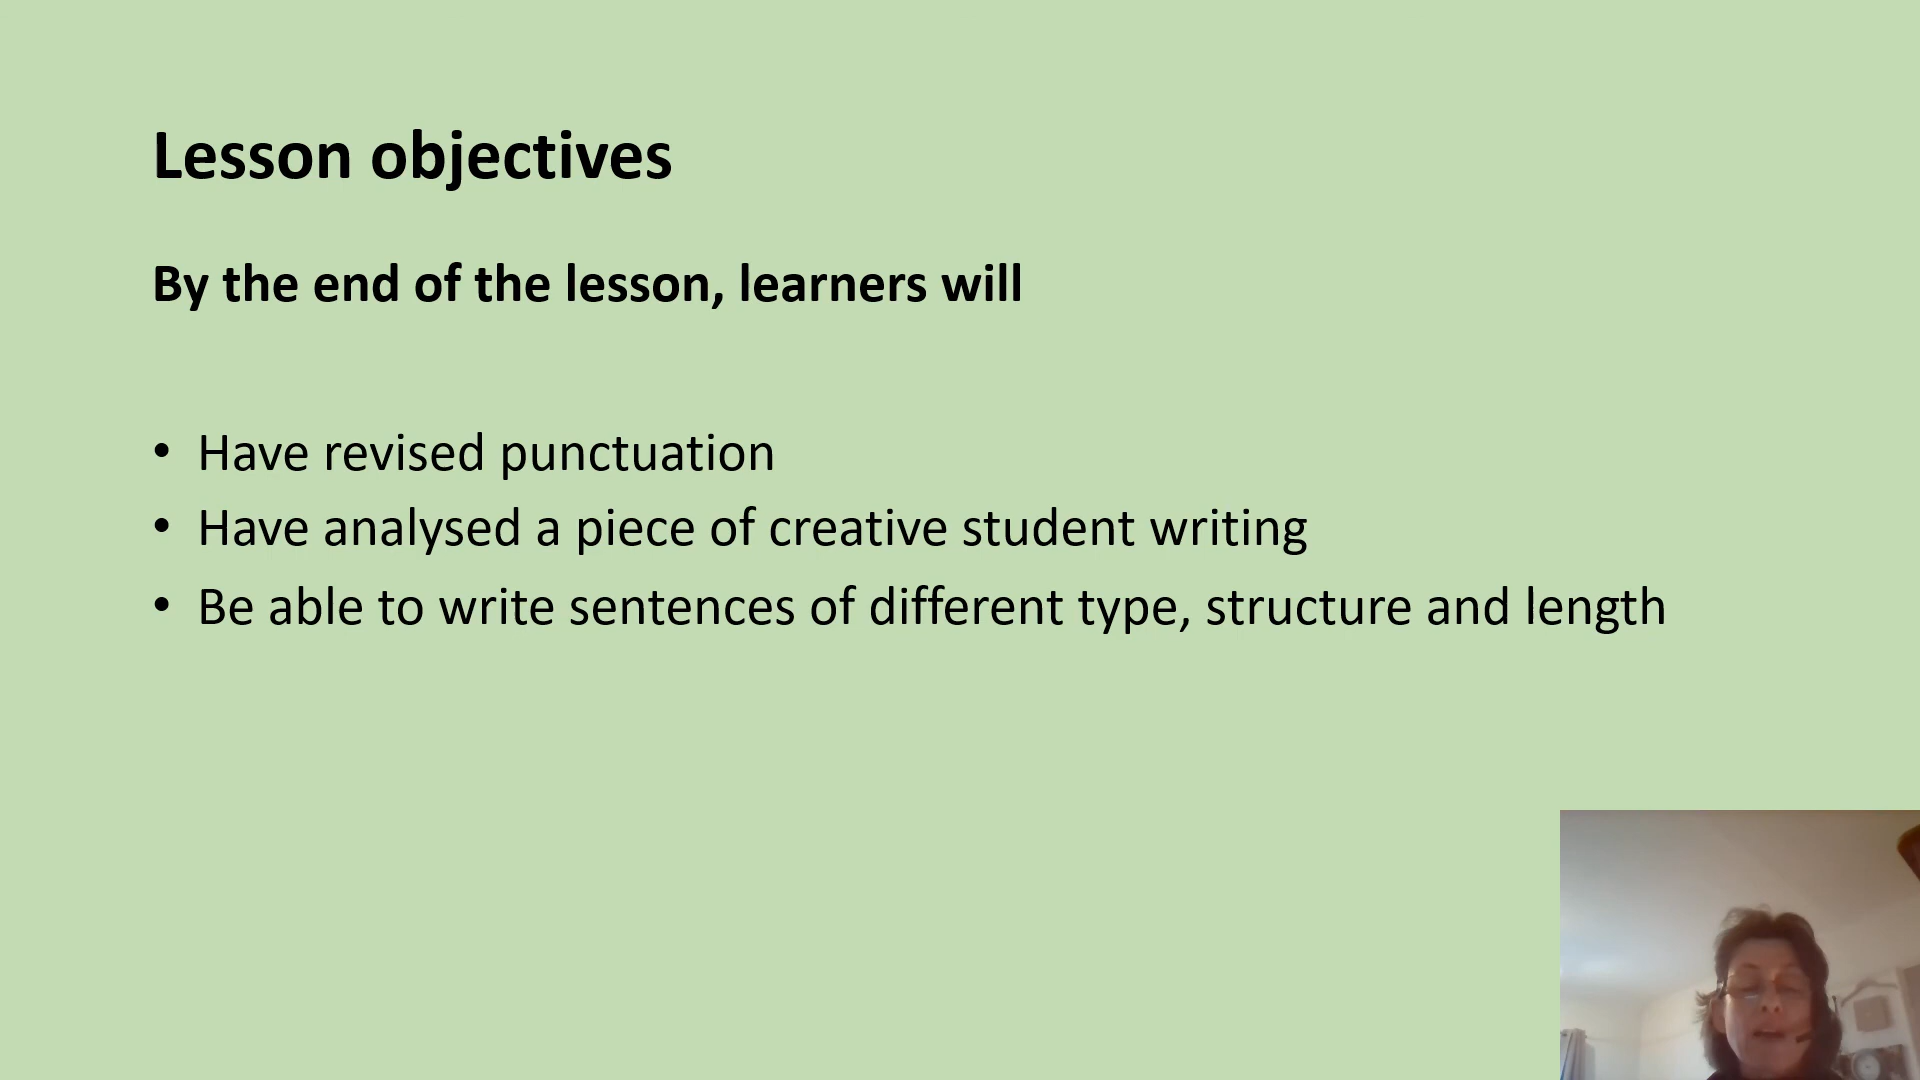 Lesson objectives
By the end of the lesson, learners will
• Have revised punctuation
• Have analysed a piece of creative student writing
• Be able to write sentences of different type, structure and length